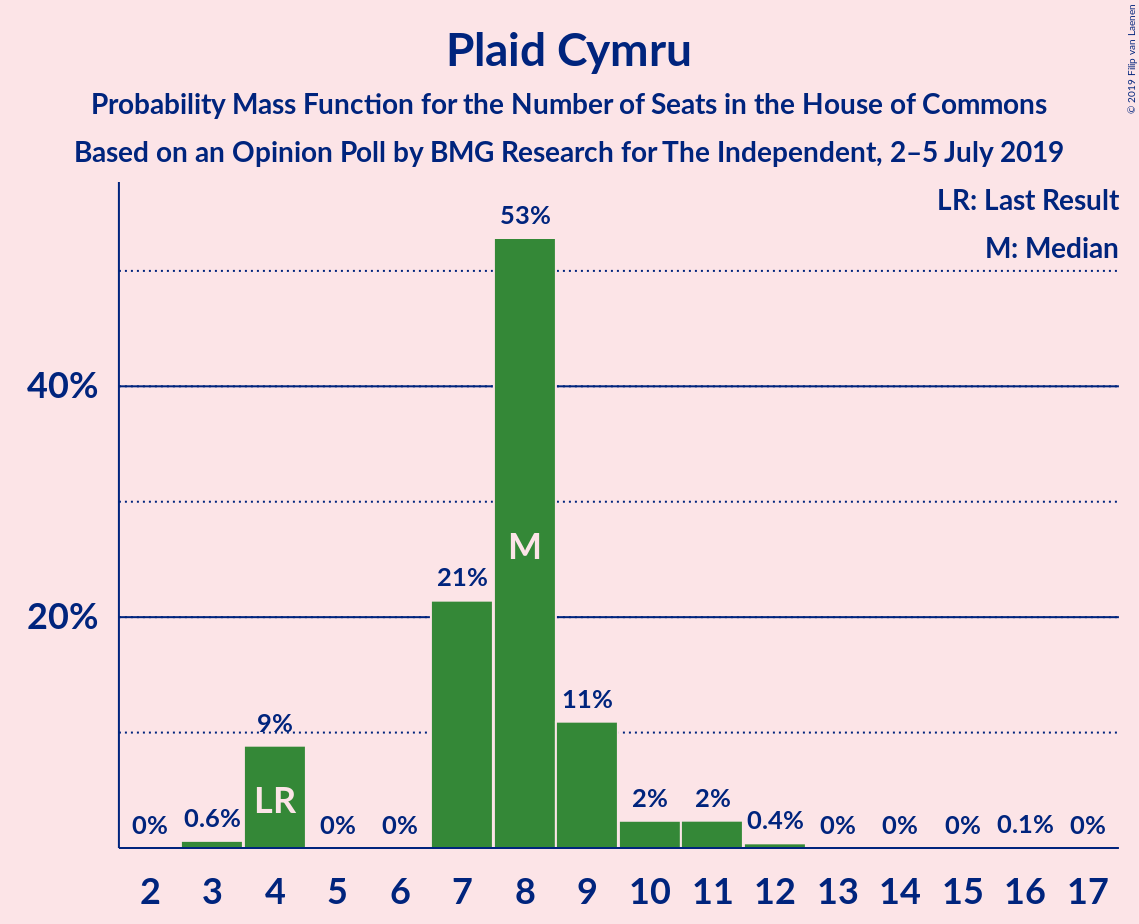 Plaid Cymru
Probability Mass Function for the Number of Seats in the House of Commons
Based on an Opinion Poll by BMG Research for The Independent, 2–5 July 2019
© 2019 Filip van Laenen
LR: Last Result
M: Median
53%
40%
M
21%
20%
11%
9%
LR
2%
2%
0%
0.6%
0%
0%
0.4%
0%
0%
0%
0.1%
0%
2 3 4 5 6 7 8 9 10 11 12 13 14 15 16 17